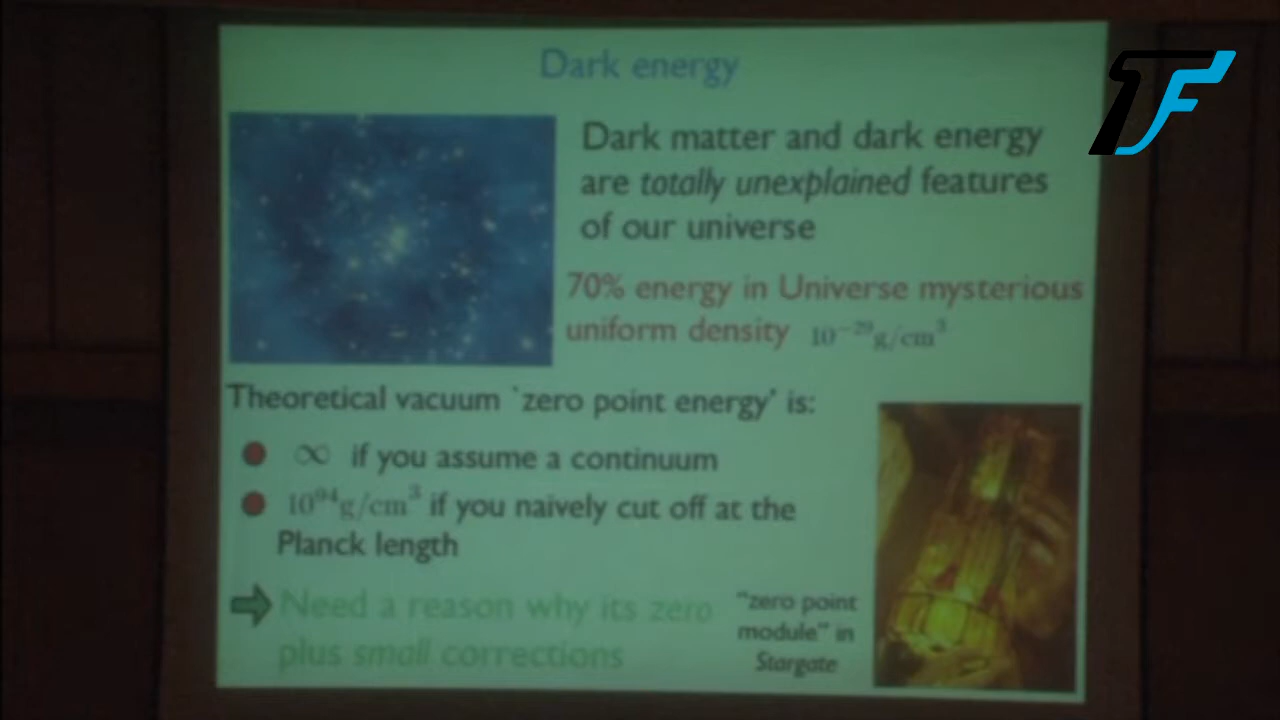 Dark energy
Dark matter and dark energy
are totally unexplained features
of our universe
70% energy in Universe mysterious
uniform density 10⁻²⁹g/cm³
Theoretical vacuum `zero point energy' is:
∞ if you assume a continuum
10⁹⁴g/cm³ if you naively cut off at the
Planck length
Need a reason why its zero
plus small corrections
"zero point
module" in
Stargate
TF